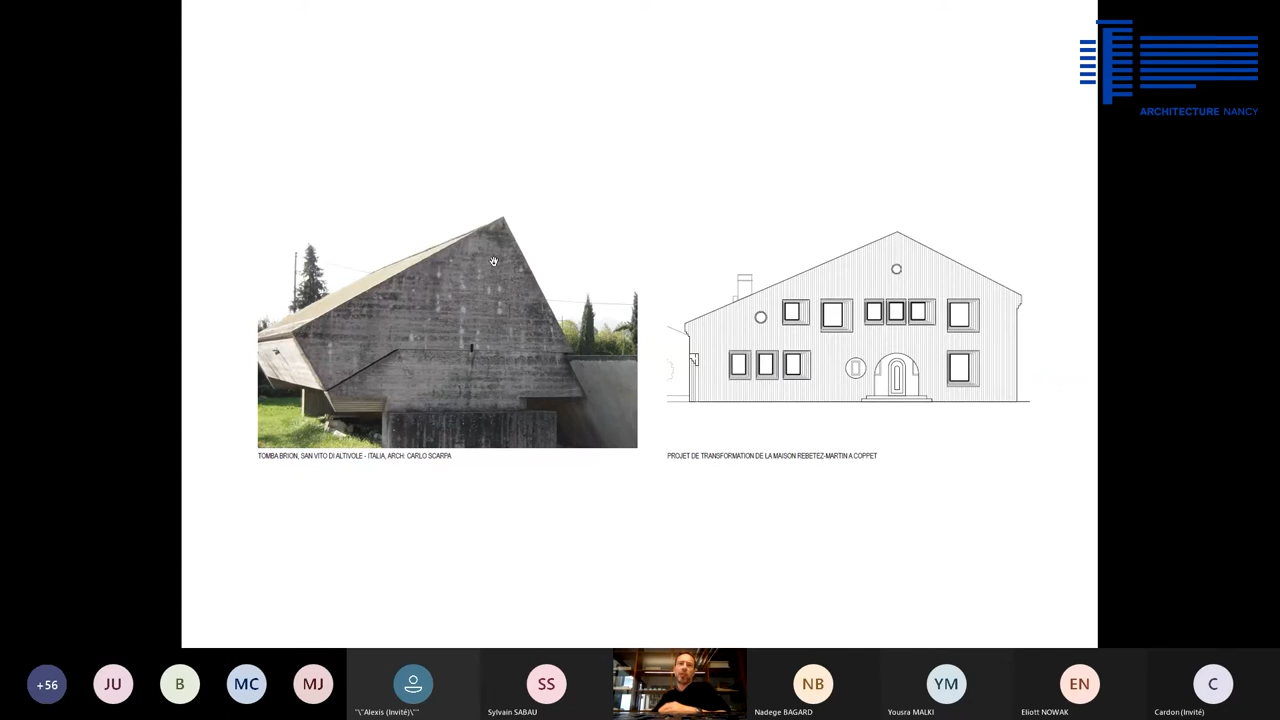 ARCHITECTURE NANCY
TOMBA BRION, SAN VITO DI ALTIVOLE - ITALIA, ARCH: CARLO SCARPA
PROJET DE TRANSFORMATION DE LA MAISON REBETEZ-MARTIN A COPPET
+56
JU
B
MC
MJ
"\"Alexis (Invité)\""
SS
Sylvain SABAU
NB
Nadege BAGARD
YM
Yousra MALKI
EN
Eliott NOWAK
C
Cardon (Invité)